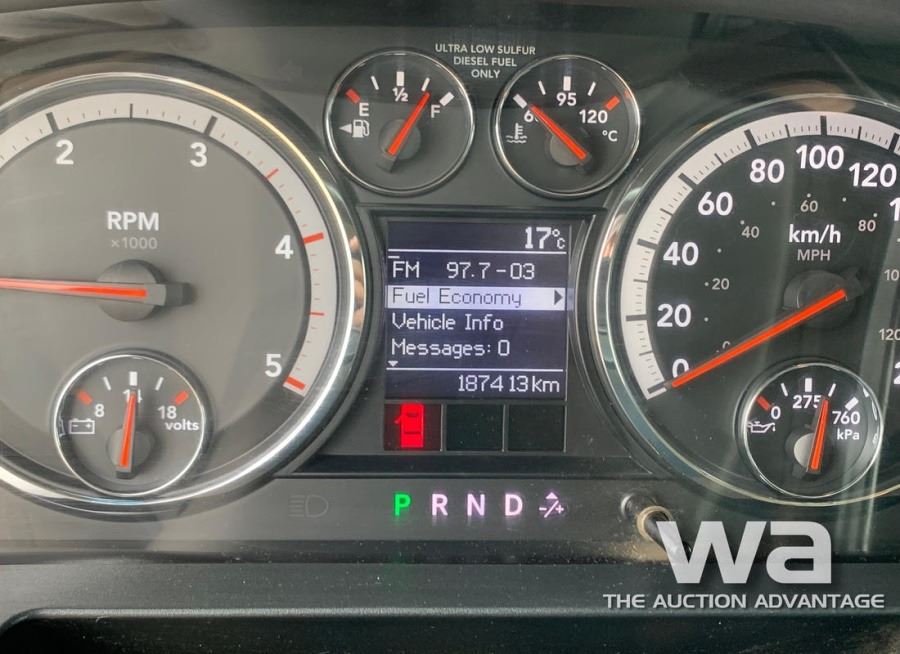 ULTRA LOW SULFUR
DIESEL FUEL
ONLY
E ½ F
95 120 °C
2 3 4 5
RPM
×1000
20 40 60 80 100 120
20 40 60 80
km/h
MPH
17°C
FM 97.7-03
Fuel Economy
Vehicle Info
Messages: 0
187413km
8 14 18
volts
0 275 760
kPa
0
P R N D -/+
wa
THE AUCTION ADVANTAGE